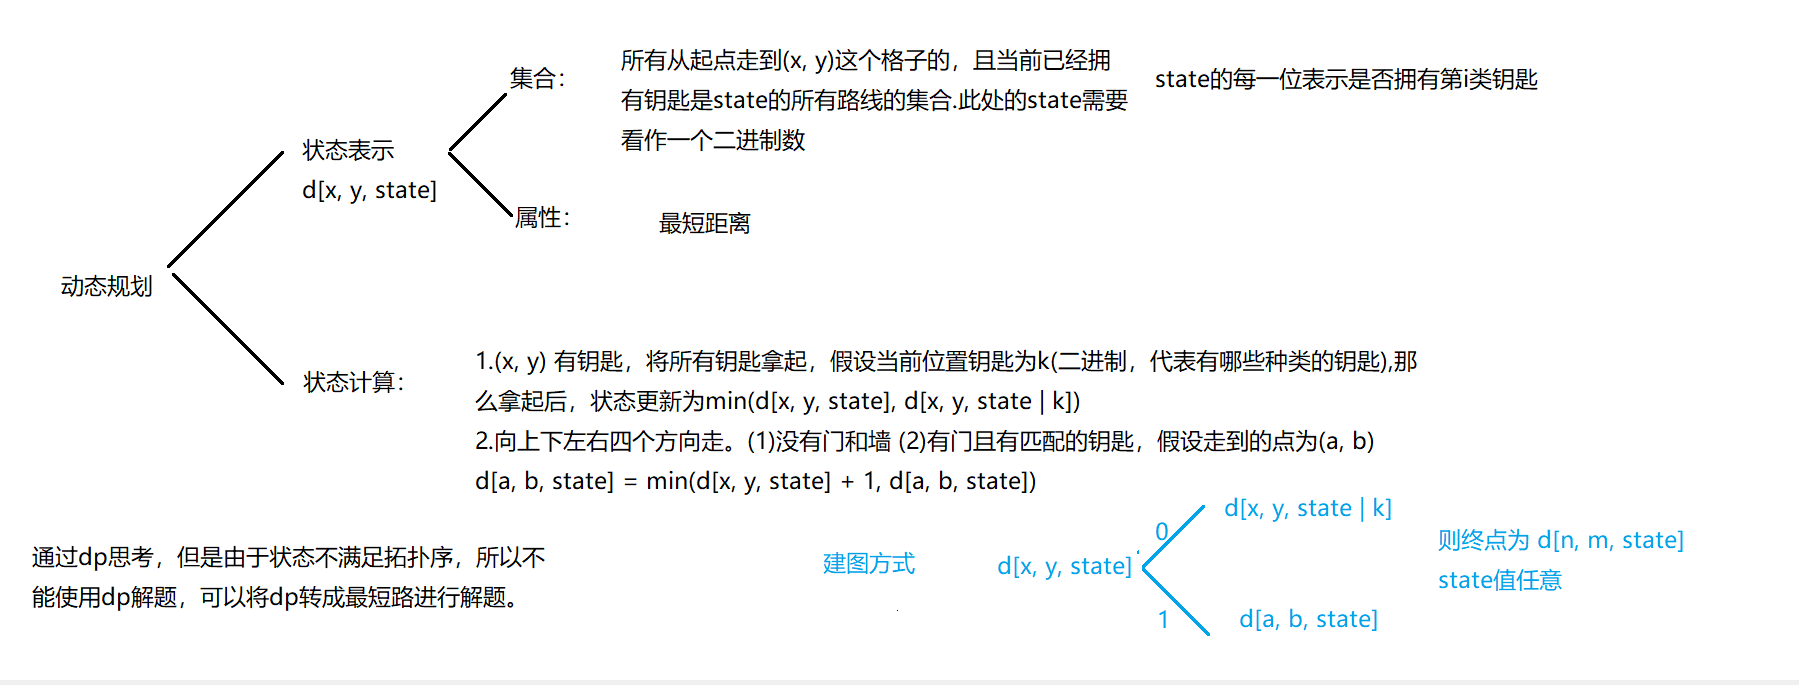 集合：
所有从起点走到(x, y)这个格子的，且当前已经拥
有钥匙是state的所有路线的集合.此处的state需要
看作一个二进制数
state的每一位表示是否拥有第i类钥匙
状态表示
d[x, y, state]
属性：
最短距离
动态规划
状态计算：
1.(x, y) 有钥匙，将所有钥匙拿起，假设当前位置钥匙为k(二进制，代表有哪些种类的钥匙),那
么拿起后，状态更新为min(d[x, y, state], d[x, y, state | k])
2.向上下左右四个方向走。(1)没有门和墙 (2)有门且有匹配的钥匙，假设走到的点为(a, b)
d[a, b, state] = min(d[x, y, state] + 1, d[a, b, state])
通过dp思考，但是由于状态不满足拓扑序，所以不
能使用dp解题，可以将dp转成最短路进行解题。
建图方式
d[x, y, state]
0
d[x, y, state | k]
1
d[a, b, state]
则终点为 d[n, m, state]
state值任意